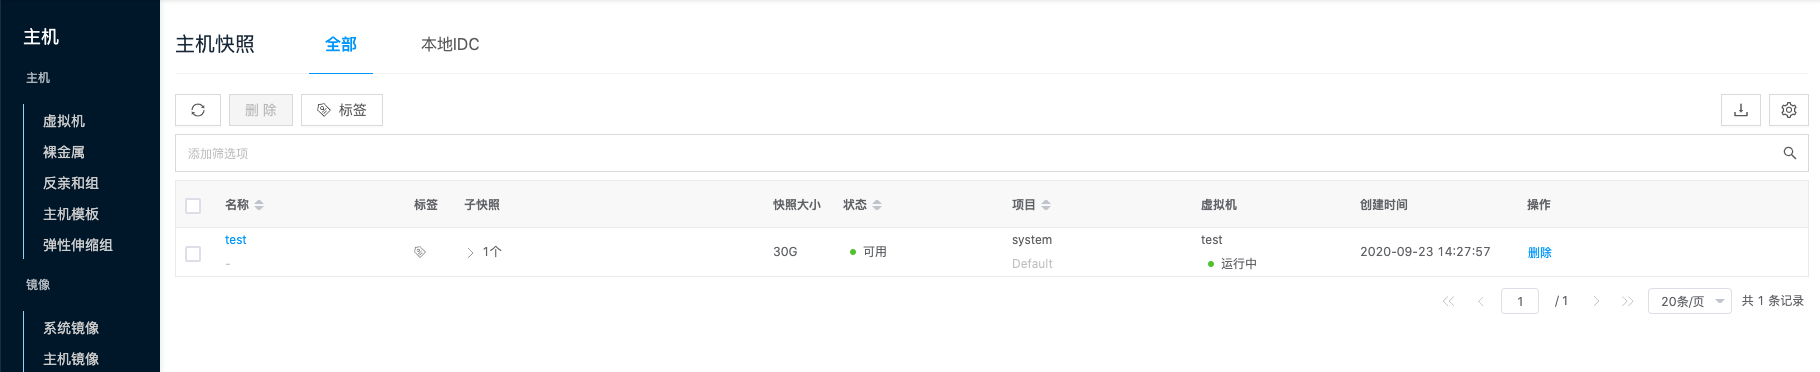 主机
主机
虚拟机
裸金属
反亲和组
主机模板
弹性伸缩组
镜像
系统镜像
主机镜像
主机快照 全部 本地IDC
删 除 标签
添加筛选项
名称 标签 子快照 快照大小 状态 项目 虚拟机 创建时间 操作
test 1个 30G 可用 system test 2020-09-23 14:27:57 删除
- Default 运行中
1 / 1 20条/页 共 1 条记录